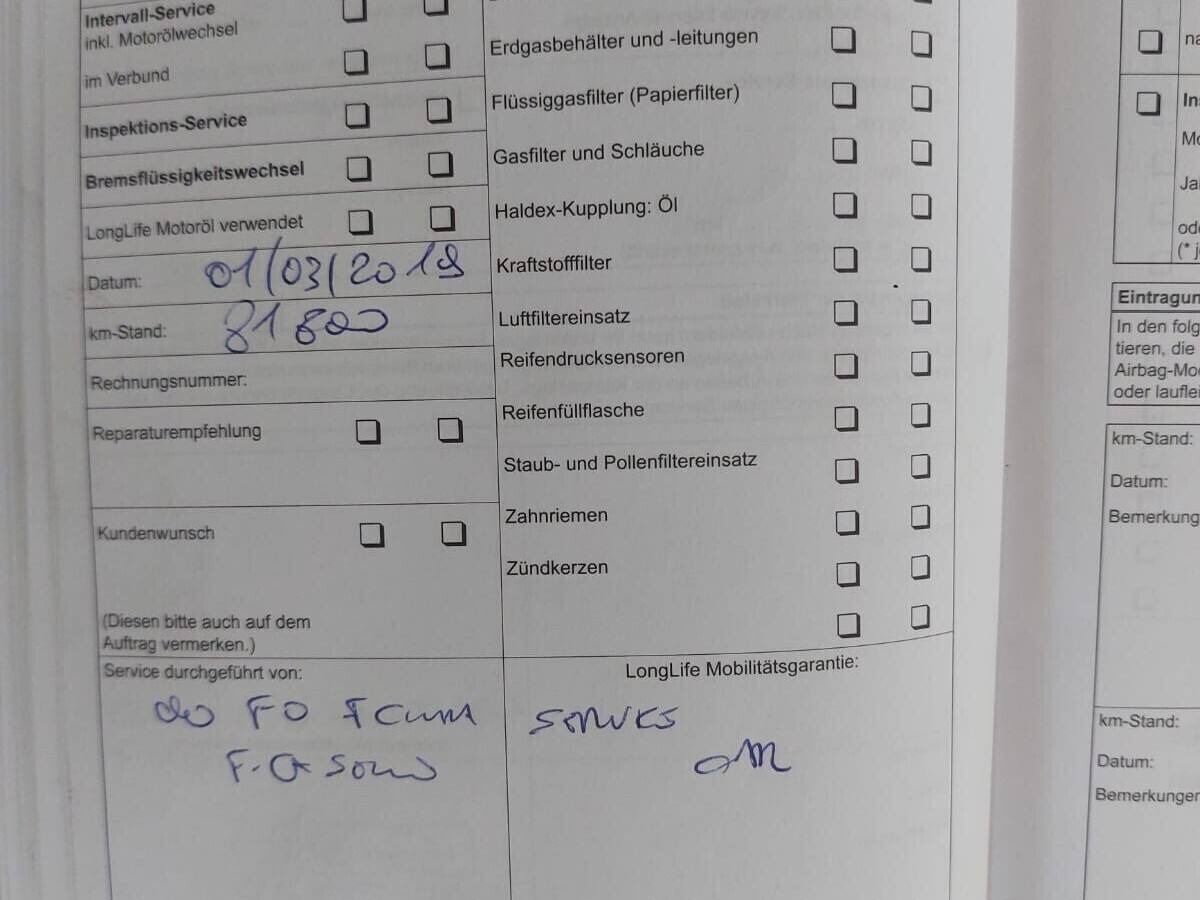 Intervall-Service
inkl. Motorölwechsel
im Verbund
Inspektions-Service
Bremsflüssigkeitswechsel
LongLife Motoröl verwendet
Datum: 01/03/2019
km-Stand: 81800
Rechnungsnummer:
Reparaturempfehlung
Kundenwunsch
(Diesen bitte auch auf dem
Auftrag vermerken.)
Service durchgeführt von:
Erdgasbehälter und -leitungen
Flüssiggasfilter (Papierfilter)
Gasfilter und Schläuche
Haldex-Kupplung: Öl
Kraftstofffilter
Luftfiltereinsatz
Reifendrucksensoren
Reifenfüllflasche
Staub- und Pollenfiltereinsatz
Zahnriemen
Zündkerzen
LongLife Mobilitätsgarantie:
Eintragun
In den folg
tieren, die
Airbag-Mo
oder laufle
km-Stand:
Datum:
Bemerkung
km-Stand:
Datum:
Bemerkunger